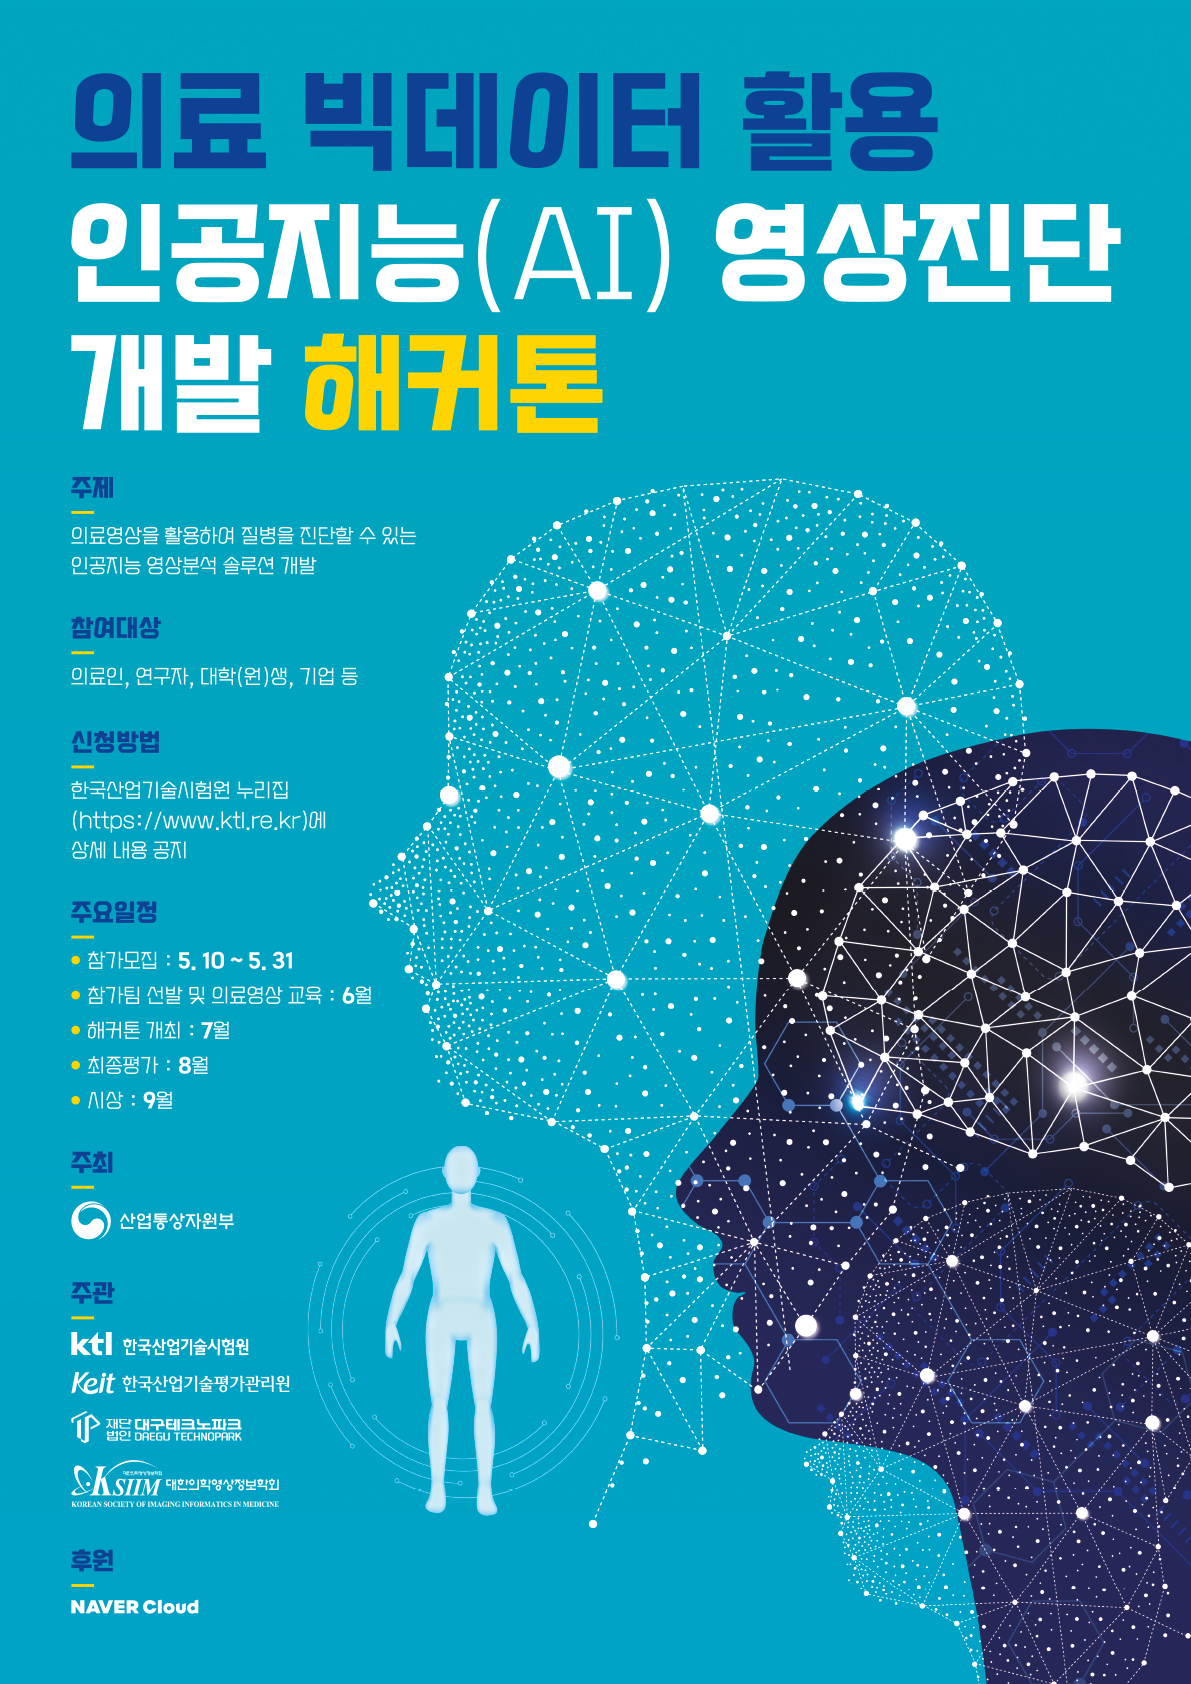 의료 빅데이터 활용
인공지능(AI) 영상진단
개발 해커톤
주제
의료영상을 활용하여 질병을 진단할 수 있는
인공지능 영상분석 솔루션 개발
참여대상
의료인, 연구자, 대학(원)생, 기업 등
신청방법
한국산업기술시험원 누리집
(https://www.ktl.re.kr)에
상세 내용 공지
주요일정
• 참가모집 : 5. 10 ~ 5. 31
• 참가팀 선발 및 의료영상 교육 : 6월
• 해커톤 개최 : 7월
• 최종평가 : 8월
• 시상 : 9월
주최
산업통상자원부
주관
ktl 한국산업기술시험원
Keit 한국산업기술평가관리원
TP 재단법인 대구테크노파크
DAEGU TECHNOPARK
KSIIM 대한의학영상정보학회
KOREAN SOCIETY OF IMAGING INFORMATICS IN MEDICINE
후원
NAVER Cloud